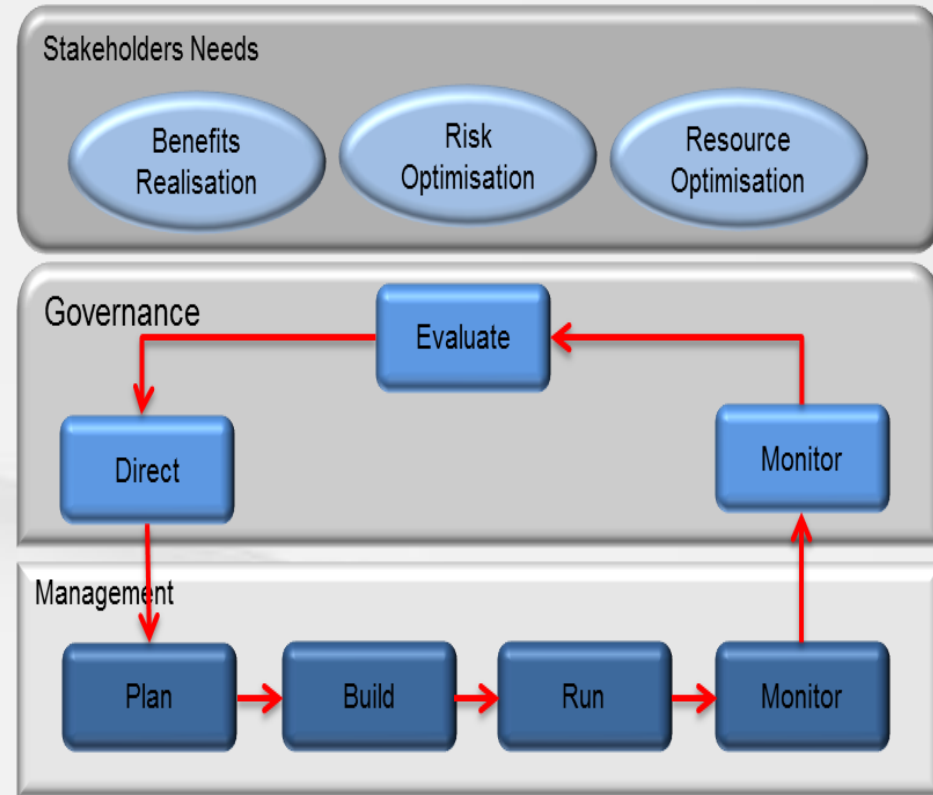 Stakeholders Needs
Benefits
Realisation
Risk
Optimisation
Resource
Optimisation
Governance
Evaluate
Direct
Monitor
Management
Plan
Build
Run
Monitor